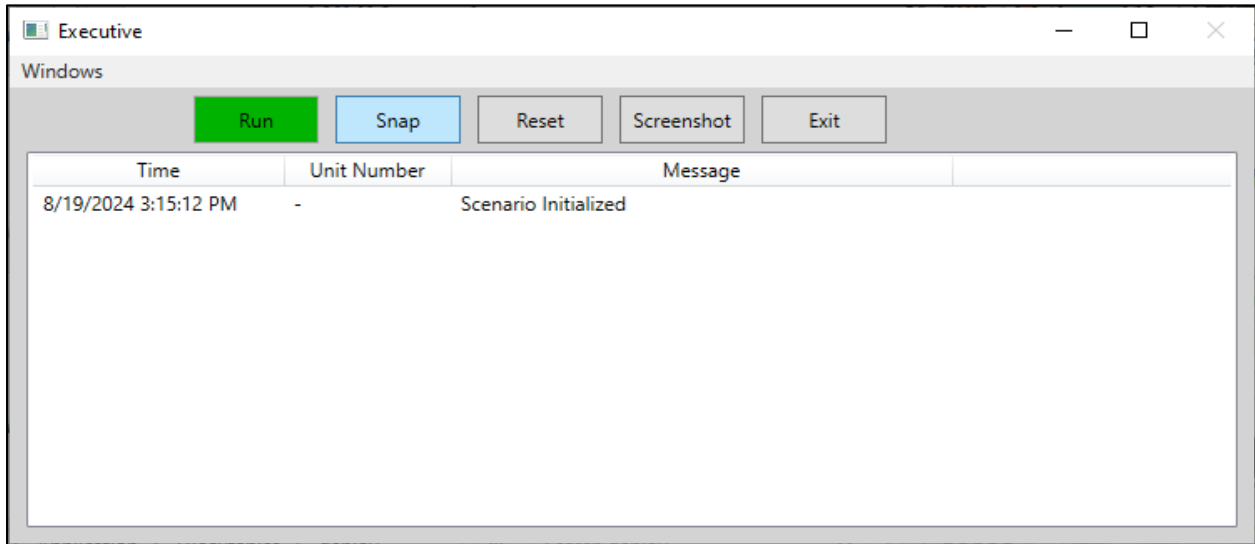 Executive
Windows
Run Snap Reset Screenshot Exit
Time Unit Number Message
8/19/2024 3:15:12 PM - Scenario Initialized